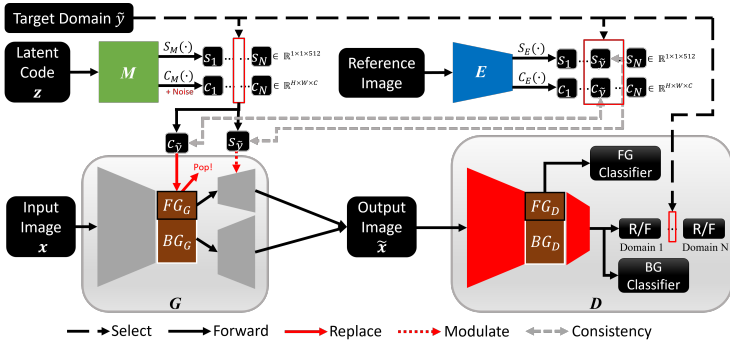 Target Domain ỹ
Latent
Code
z
M
S_M(·)
C_M(·)
+ Noise
s_1 ...... s_N ∈ ℝ^{1×1×512}
c_1 ...... c_N ∈ ℝ^{H×W×C}
Reference
Image
E
S_E(·)
C_E(·)
s_1 ... s_ỹ ... s_N ∈ ℝ^{1×1×512}
c_1 ... c_ỹ ... c_N ∈ ℝ^{H×W×C}
c_ỹ
s_ỹ
Pop!
Input
Image
x
FG_G
BG_G
G
Output
Image
x̃
FG_D
BG_D
D
FG
Classifier
R/F ... R/F
Domain 1 Domain N
BG
Classifier
Select Forward Replace Modulate Consistency